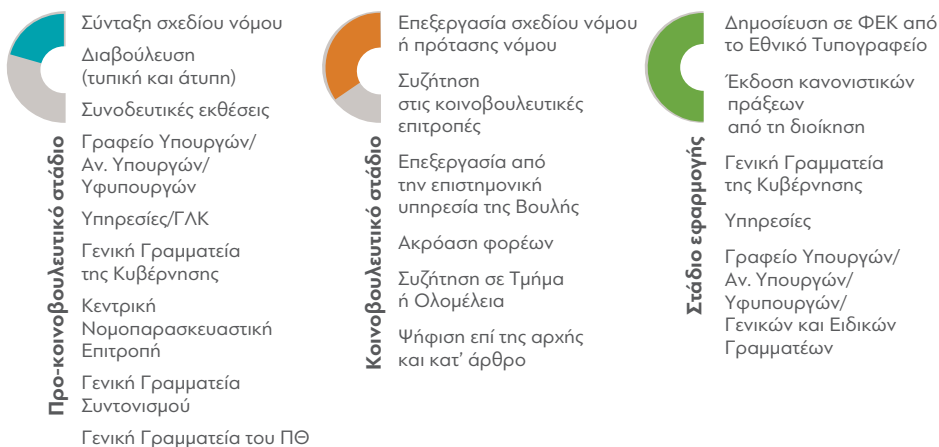 Προ-κοινοβουλευτικό στάδιο
Σύνταξη σχεδίου νόμου
Διαβούλευση
(τυπική και άτυπη)
Συνοδευτικές εκθέσεις
Γραφείο Υπουργών/
Αν. Υπουργών/
Υφυπουργών
Υπηρεσίες/ΓΛΚ
Γενική Γραμματεία
της Κυβέρνησης
Κεντρική
Νομοπαρασκευαστική
Επιτροπή
Γενική Γραμματεία
Συντονισμού
Γενική Γραμματεία του ΠΘ
Κοινοβουλευτικό στάδιο
Επεξεργασία σχεδίου νόμου
ή πρότασης νόμου
Συζήτηση
στις κοινοβουλευτικές
επιτροπές
Επεξεργασία από
την επιστημονική
υπηρεσία της Βουλής
Ακρόαση φορέων
Συζήτηση σε Τμήμα
ή Ολομέλεια
Ψήφιση επί της αρχής
και κατ’ άρθρο
Στάδιο εφαρμογής
Δημοσίευση σε ΦΕΚ από
το Εθνικό Τυπογραφείο
Έκδοση κανονιστικών
πράξεων
από τη διοίκηση
Γενική Γραμματεία
της Κυβέρνησης
Υπηρεσίες
Γραφείο Υπουργών/
Αν. Υπουργών/
Υφυπουργών/
Γενικών και Ειδικών
Γραμματέων